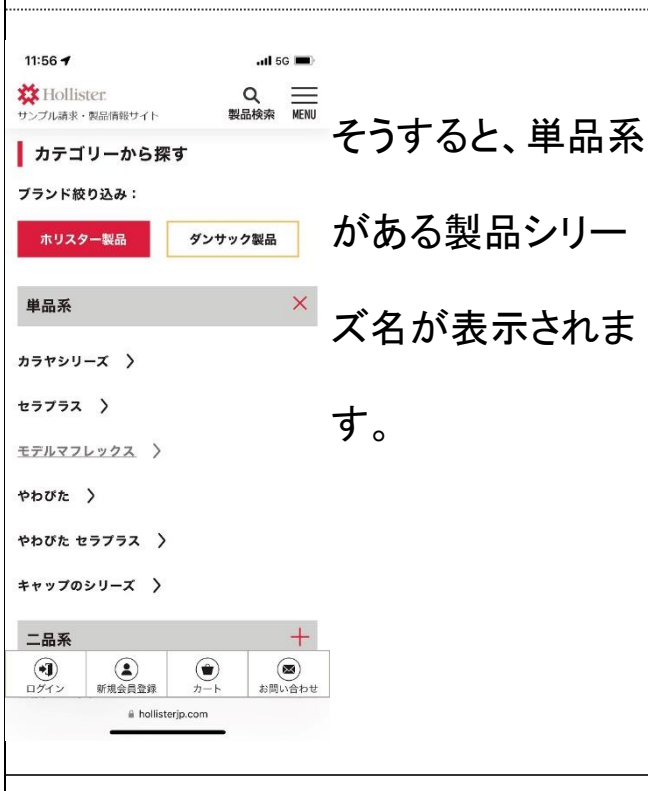 11:56
5G
Hollister
サンプル請求・製品情報サイト
製品検索
MENU
カテゴリーから探す
ブランド絞り込み：
ホリスター製品
ダンサック製品
単品系
カラヤシリーズ
セラプラス
モデルマフレックス
やわぴた
やわぴた セラプラス
キャップのシリーズ
二品系
ログイン
新規会員登録
カート
お問い合わせ
hollisterjp.com
そうすると、単品系
がある製品シリー
ズ名が表示されま
す。